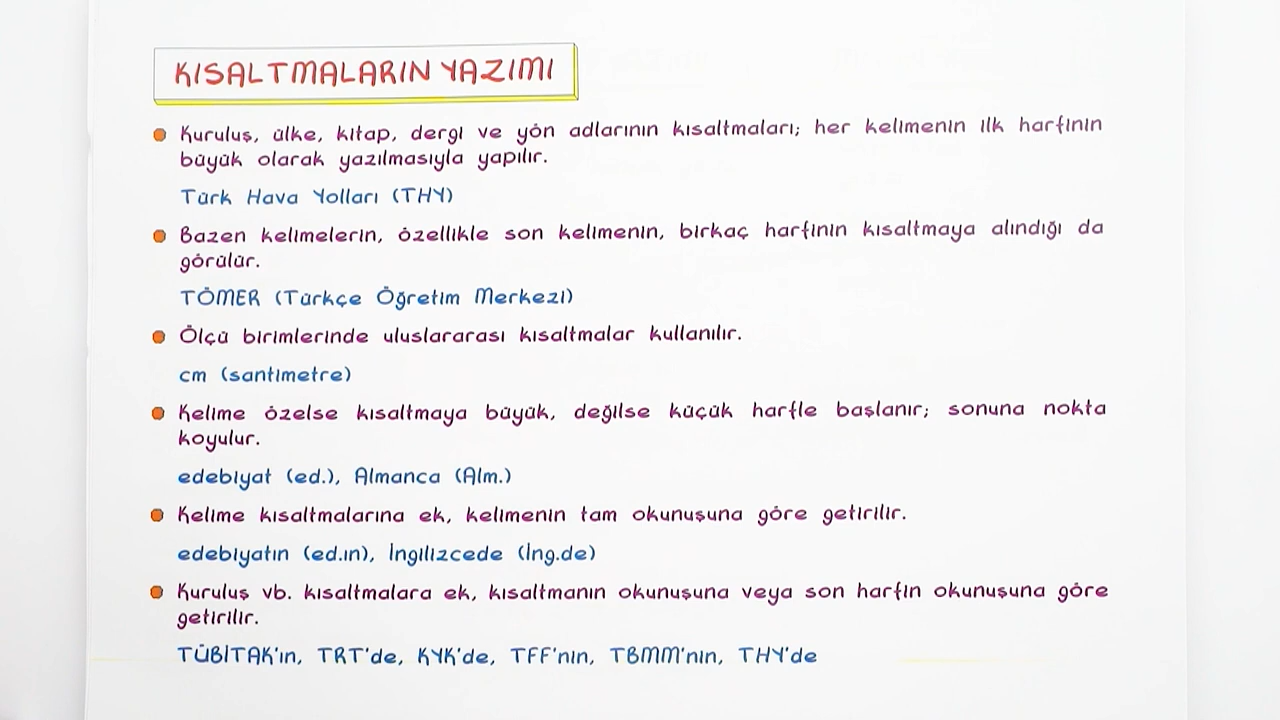 KISALTMALARIN YAZIMI
Kuruluş, ülke, kitap, dergi ve yön adlarının kısaltmaları; her kelimenin ilk harfinin
büyük olarak yazılmasıyla yapılır.
Türk Hava Yolları (THY)
Bazen kelimelerin, özellikle son kelimenin, birkaç harfinin kısaltmaya alındığı da
görülür.
TÖMER (Türkçe Öğretim Merkezi)
Ölçü birimlerinde uluslararası kısaltmalar kullanılır.
cm (santimetre)
Kelime özelse kısaltmaya büyük, değilse küçük harfle başlanır; sonuna nokta
koyulur.
edebiyat (ed.), Almanca (Alm.)
Kelime kısaltmalarına ek, kelimenin tam okunuşuna göre getirilir.
edebiyatın (ed.ın), İngilizcede (İng.de)
Kuruluş vb. kısaltmalara ek, kısaltmanın okunuşuna veya son harfin okunuşuna göre
getirilir.
TÜBİTAK'ın, TRT'de, KYK'de, TFF'nin, TBMM'nin, THY'de